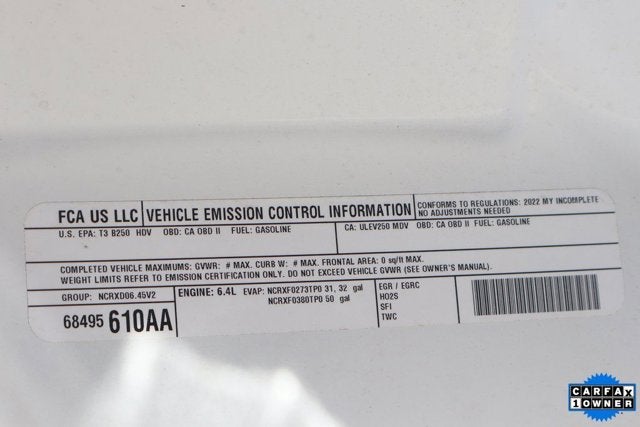 FCA US LLC
VEHICLE EMISSION CONTROL INFORMATION
CONFORMS TO REGULATIONS: 2022 MY INCOMPLETE
NO ADJUSTMENTS NEEDED
U.S. EPA: T3 B250 HDV OBD: CA OBD II FUEL: GASOLINE
CA: ULEV250 MDV OBD: CA OBD II FUEL: GASOLINE
COMPLETED VEHICLE MAXIMUMS: GVWR: # MAX. CURB W: # MAX. FRONTAL AREA: 0 sq/ft MAX.
WEIGHT LIMITS REFER TO EMISSION CERTIFICATION ONLY. DO NOT EXCEED VEHICLE GVWR (SEE OWNER'S MANUAL).
GROUP: NCRXD06.45V2
68495 610AA
ENGINE: 6.4L
EVAP: NCRXF0273TP0 31, 32 gal
NCRXF0380TP0 50 gal
EGR / EGRC
HO2S
SFI
TWC
CARFAX
1 OWNER